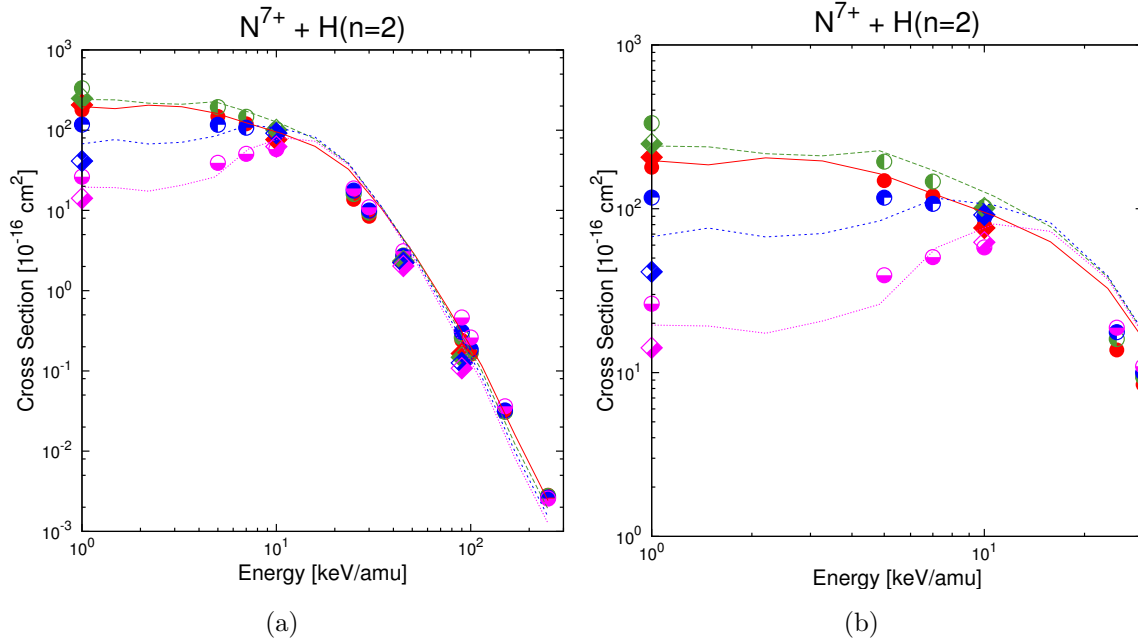 N⁷⁺ + H(n=2)
10³
10²
10¹
10⁰
10⁻¹
10⁻²
10⁻³
Cross Section [10⁻¹⁶ cm²]
10⁰ 10¹ 10²
Energy [keV/amu]
(a)
N⁷⁺ + H(n=2)
10³
10²
10¹
10⁰
Cross Section [10⁻¹⁶ cm²]
10⁰ 10¹
Energy [keV/amu]
(b)